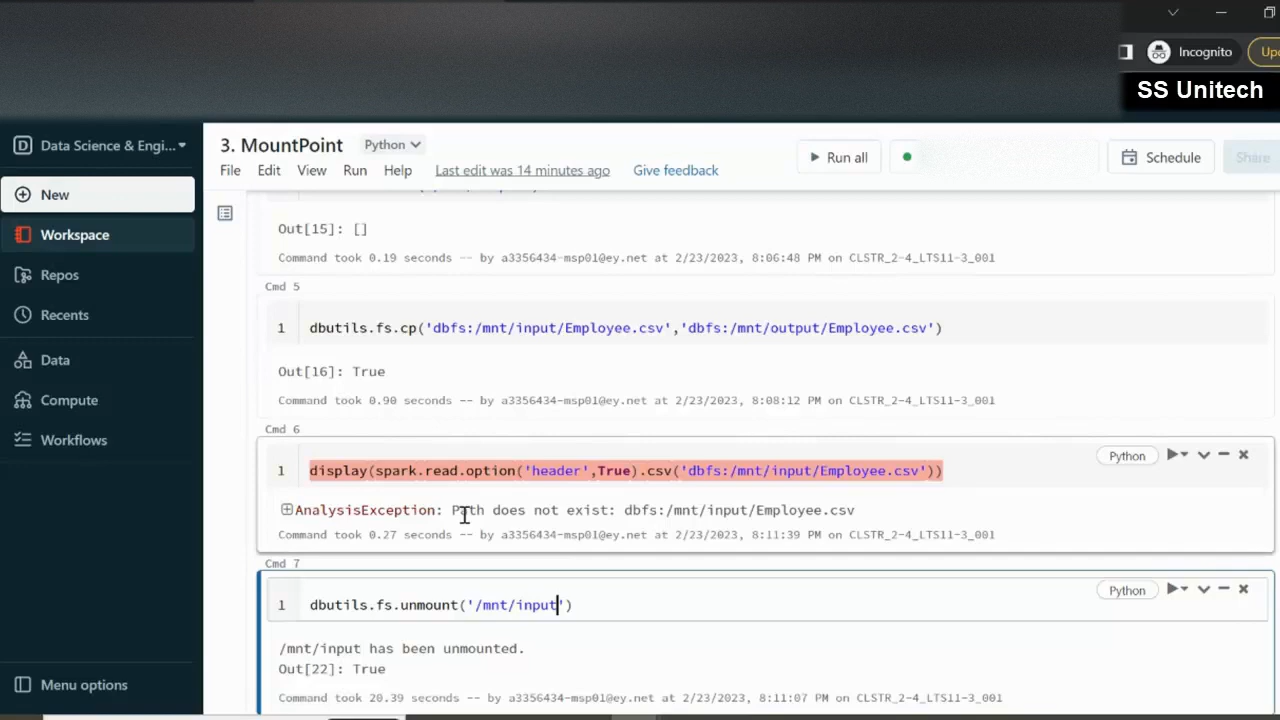 Incognito
SS Unitech
Data Science & Engi...
3. MountPoint
Python
Run all
Schedule
Share
File
Edit
View
Run
Help
Last edit was 14 minutes ago
Give feedback
New
Workspace
Repos
Recents
Data
Compute
Workflows
Menu options
Out[15]: []
Command took 0.19 seconds -- by a3356434-msp01@ey.net at 2/23/2023, 8:06:48 PM on CLSTR_2-4_LTS11-3_001
Cmd 5
1 dbutils.fs.cp('dbfs:/mnt/input/Employee.csv','dbfs:/mnt/output/Employee.csv')
Out[16]: True
Command took 0.90 seconds -- by a3356434-msp01@ey.net at 2/23/2023, 8:08:12 PM on CLSTR_2-4_LTS11-3_001
Cmd 6
Python
1 display(spark.read.option('header',True).csv('dbfs:/mnt/input/Employee.csv'))
AnalysisException: Path does not exist: dbfs:/mnt/input/Employee.csv
Command took 0.27 seconds -- by a3356434-msp01@ey.net at 2/23/2023, 8:11:39 PM on CLSTR_2-4_LTS11-3_001
Cmd 7
Python
1 dbutils.fs.unmount('/mnt/input')
/mnt/input has been unmounted.
Out[22]: True
Command took 20.39 seconds -- by a3356434-msp01@ey.net at 2/23/2023, 8:11:07 PM on CLSTR_2-4_LTS11-3_001